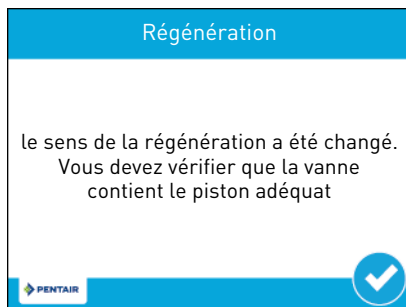 Régénération
le sens de la régénération a été changé.
Vous devez vérifier que la vanne
contient le piston adéquat
PENTAIR